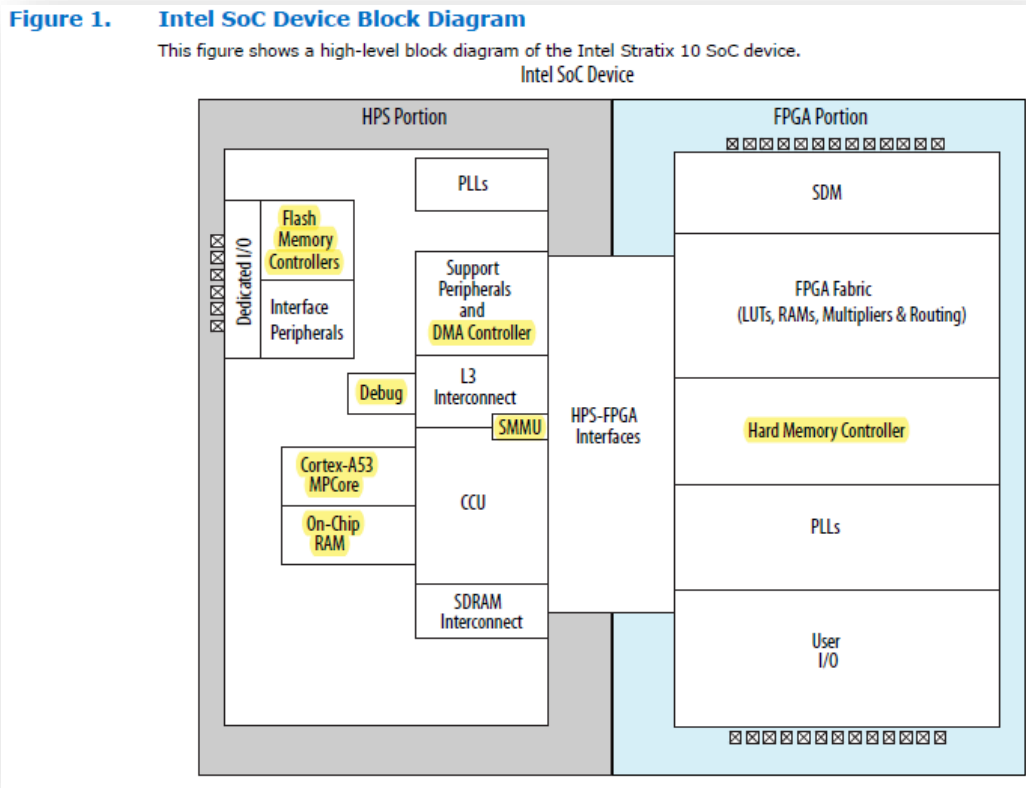 Figure 1. Intel SoC Device Block Diagram
This figure shows a high-level block diagram of the Intel Stratix 10 SoC device.
Intel SoC Device
HPS Portion
PLLs
Flash
Memory
Controllers
Dedicated I/O
Interface
Peripherals
Support
Peripherals
and
DMA Controller
Debug
L3
Interconnect
SMMU
Cortex-A53
MPCore
On-Chip
RAM
CCU
SDRAM
Interconnect
HPS-FPGA
Interfaces
FPGA Portion
SDM
FPGA Fabric
(LUTs, RAMs, Multipliers & Routing)
Hard Memory Controller
PLLs
User
I/O